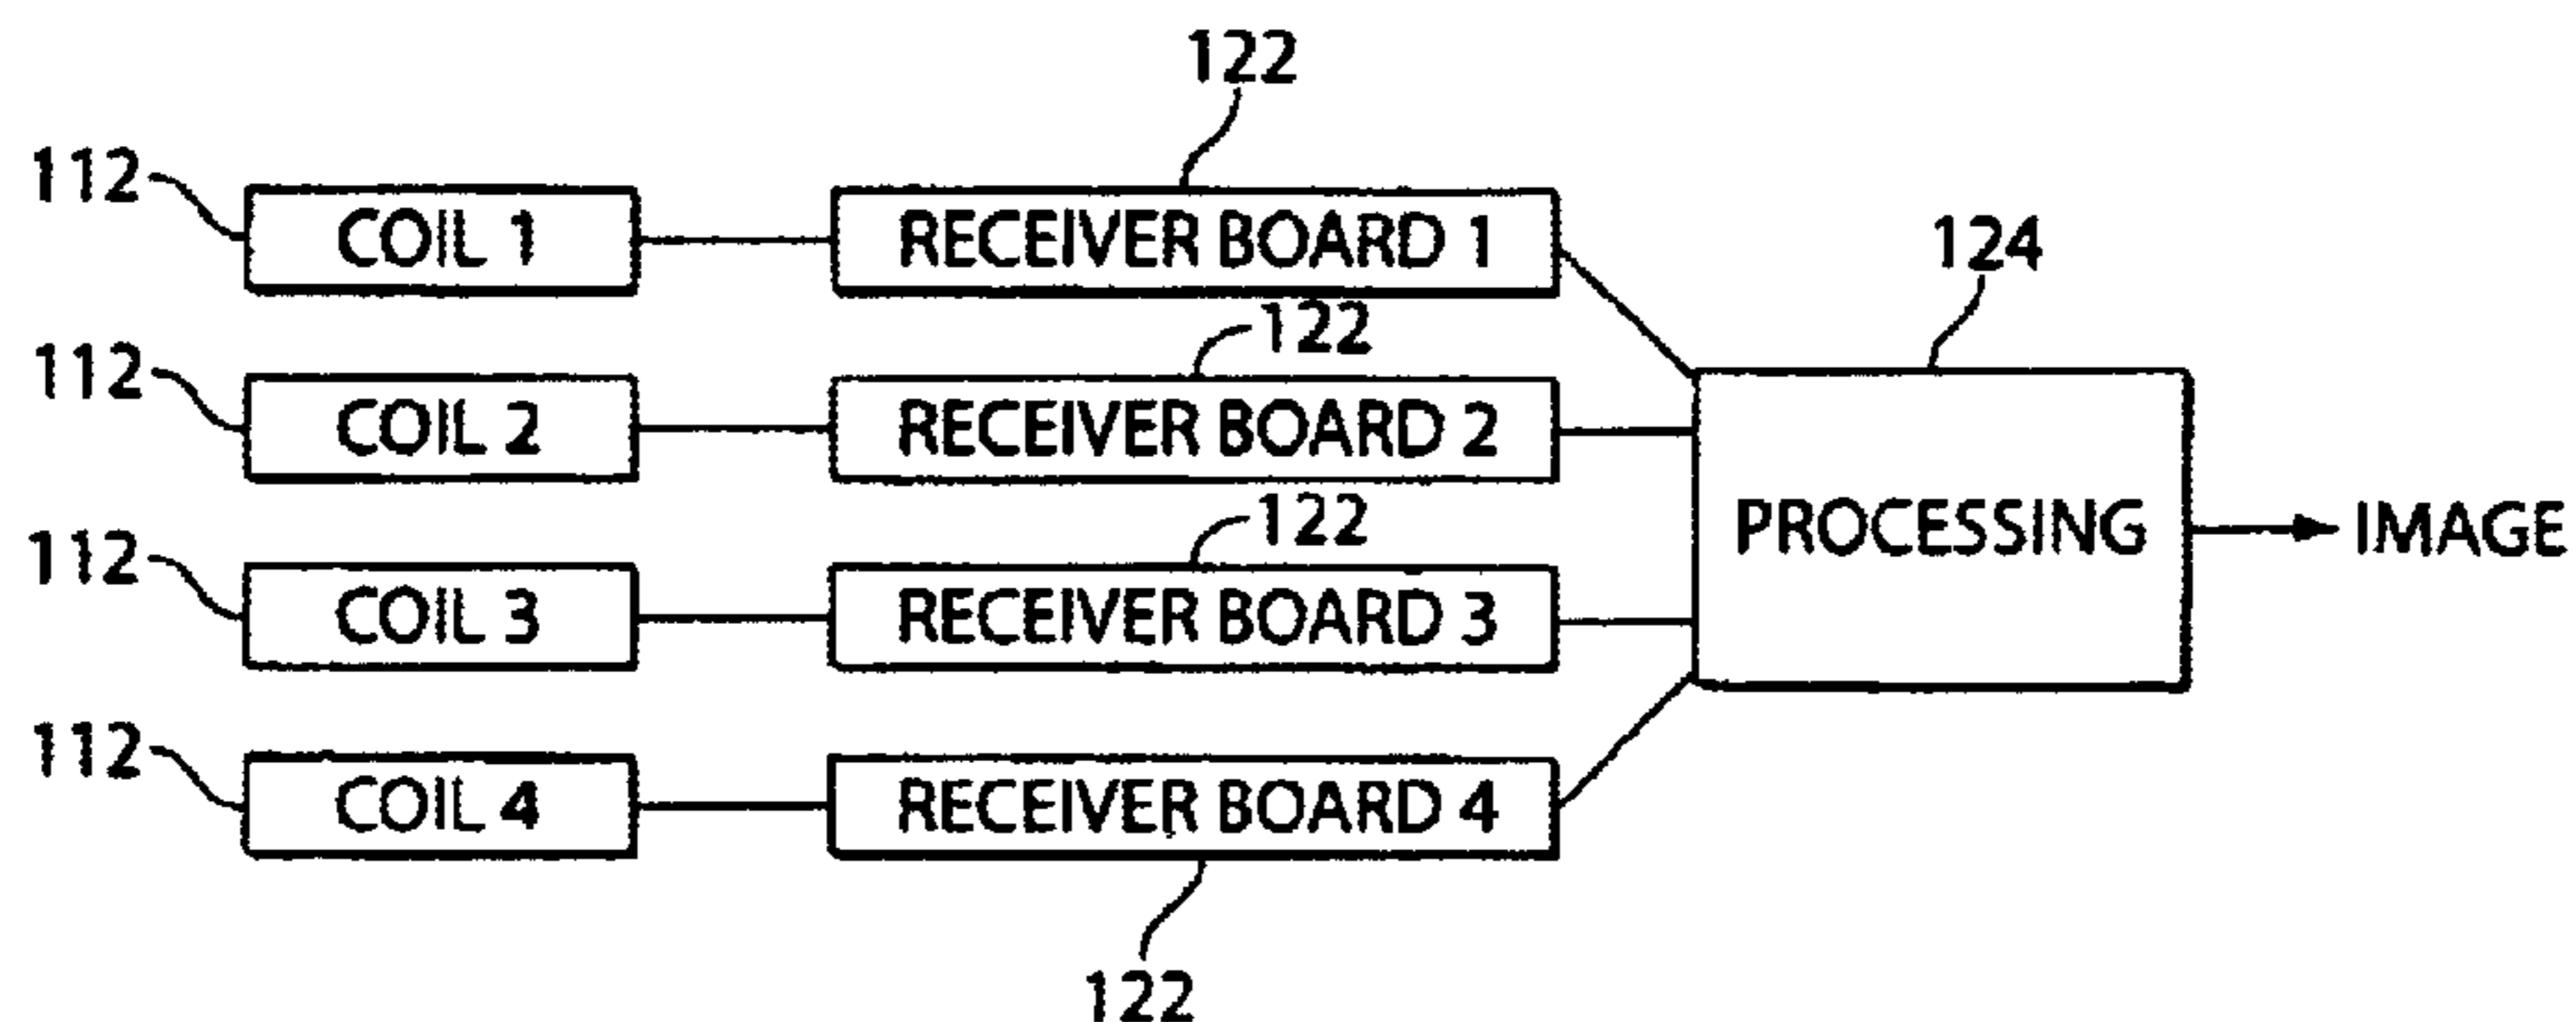 122
112
COIL 1
RECEIVER BOARD 1
124
122
112
COIL 2
RECEIVER BOARD 2
122
PROCESSING
IMAGE
112
COIL 3
RECEIVER BOARD 3
112
COIL 4
RECEIVER BOARD 4
122